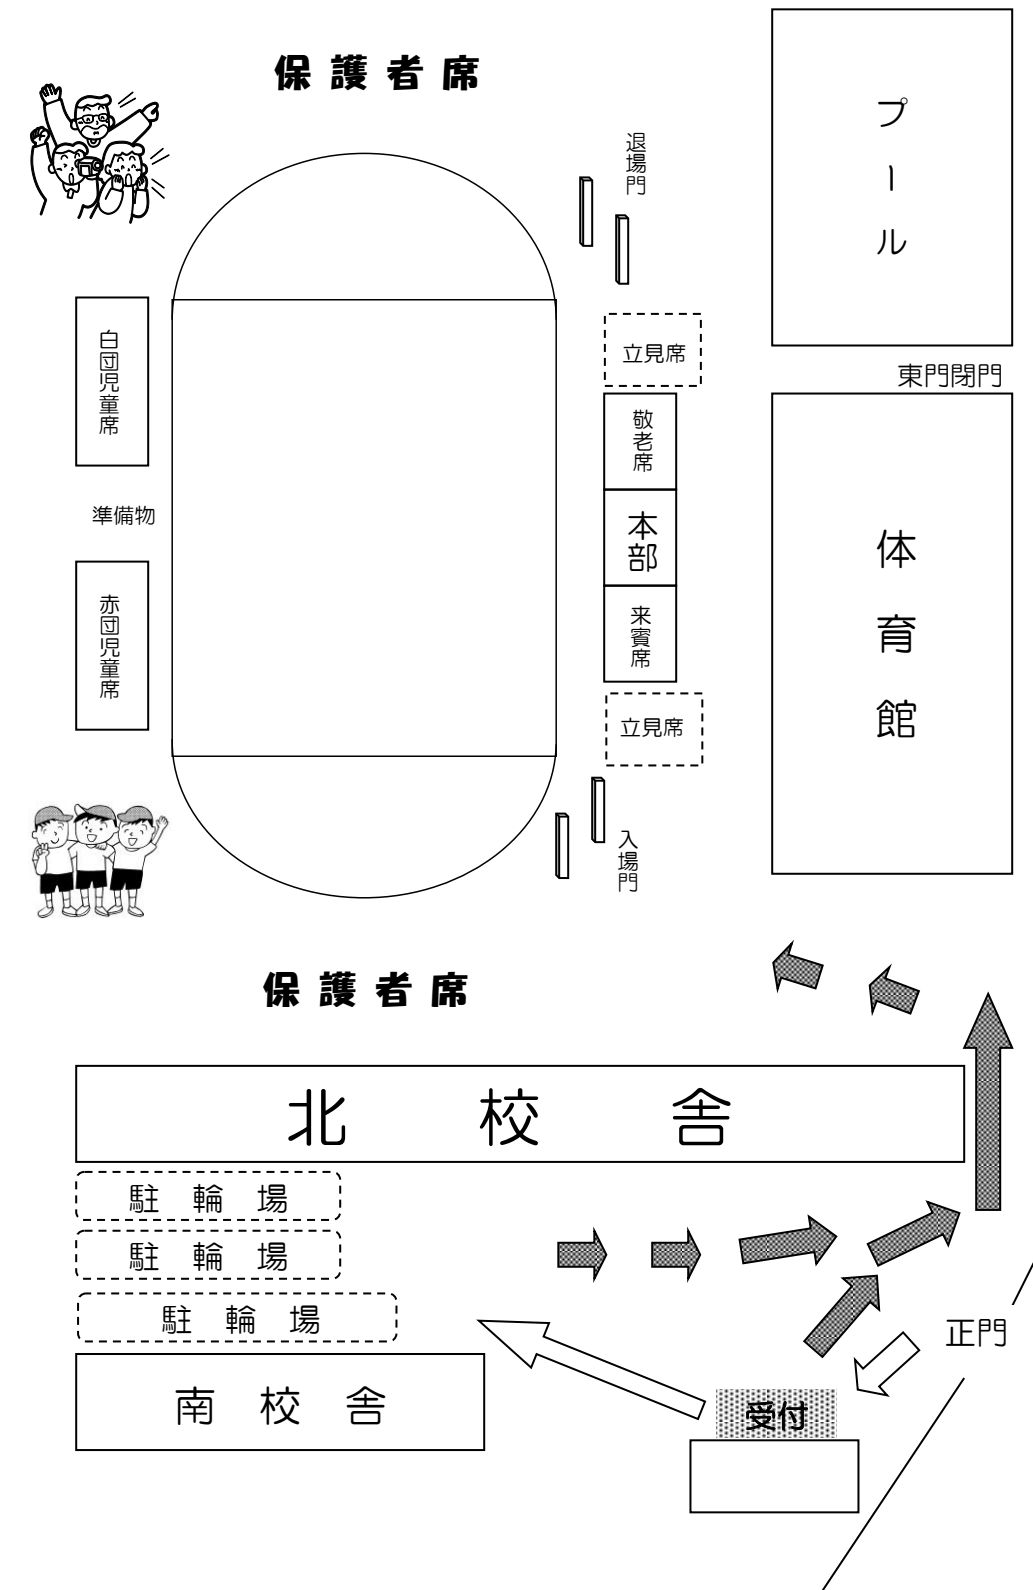 保護者席
プール
退場門
立見席
白団児童席
東門閉門
敬老席
準備物
本部
体育館
赤団児童席
来賓席
立見席
入場門
保護者席
北校舎
駐輪場
駐輪場
駐輪場
正門
南校舎
受付